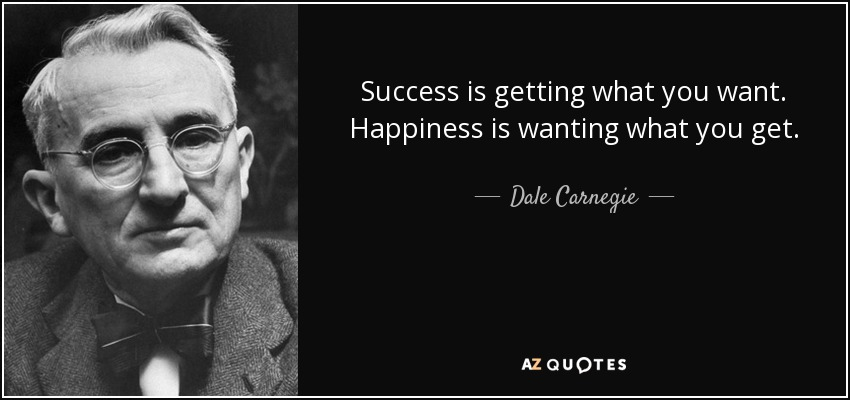 Success is getting what you want.
Happiness is wanting what you get.
Dale Carnegie
AZ QUOTES